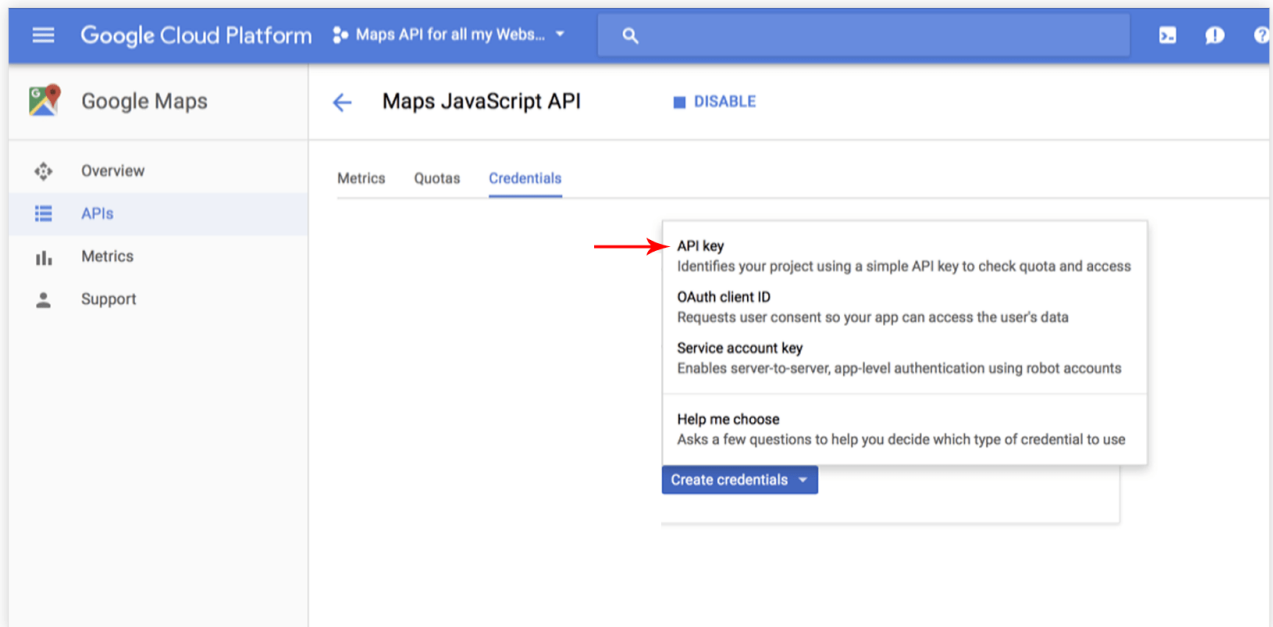 Google Cloud Platform
Maps API for all my Webs...
Google Maps
Maps JavaScript API
DISABLE
Overview
APIs
Metrics
Support
Metrics
Quotas
Credentials
API key
Identifies your project using a simple API key to check quota and access
OAuth client ID
Requests user consent so your app can access the user's data
Service account key
Enables server-to-server, app-level authentication using robot accounts
Help me choose
Asks a few questions to help you decide which type of credential to use
Create credentials